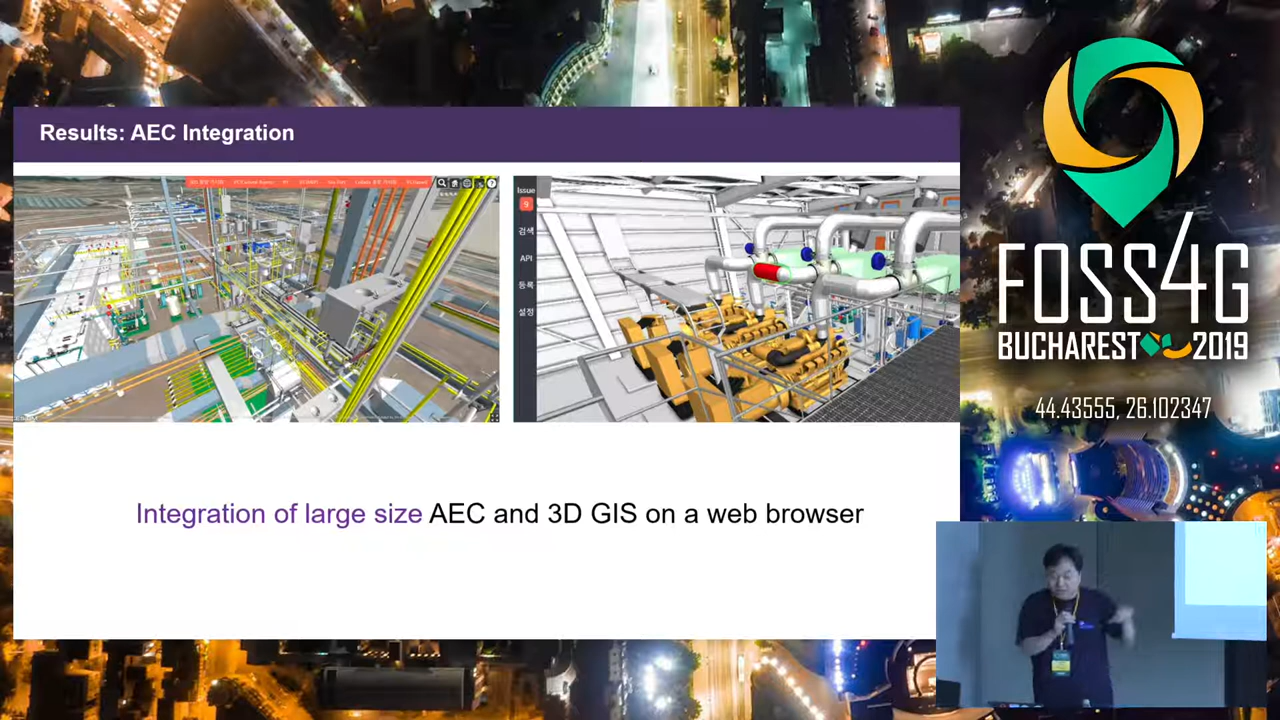 Results: AEC Integration
Issue
9
검색
API
등록
설정
Integration of large size AEC and 3D GIS on a web browser
FOSS4G
BUCHAREST 2019
44.43555, 26.102347